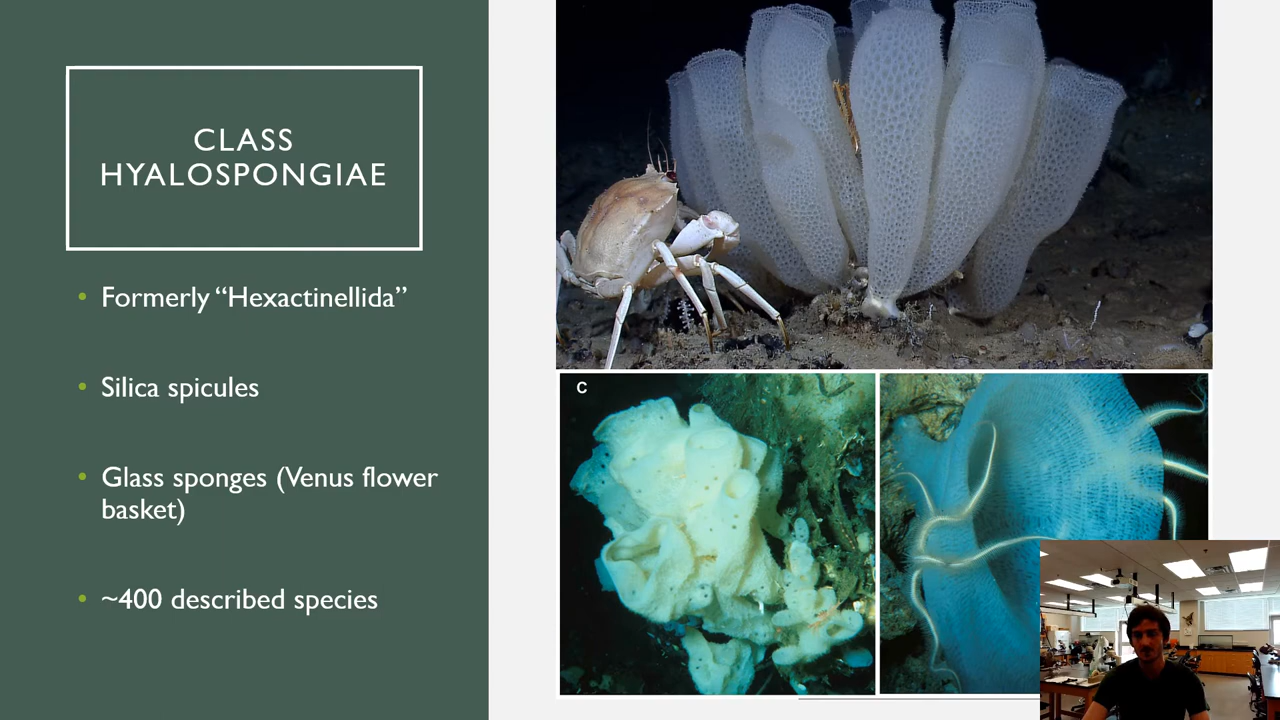 CLASS
HYALOSPONGIAE
• Formerly “Hexactinellida”
• Silica spicules
• Glass sponges (Venus flower
basket)
• ~400 described species
C